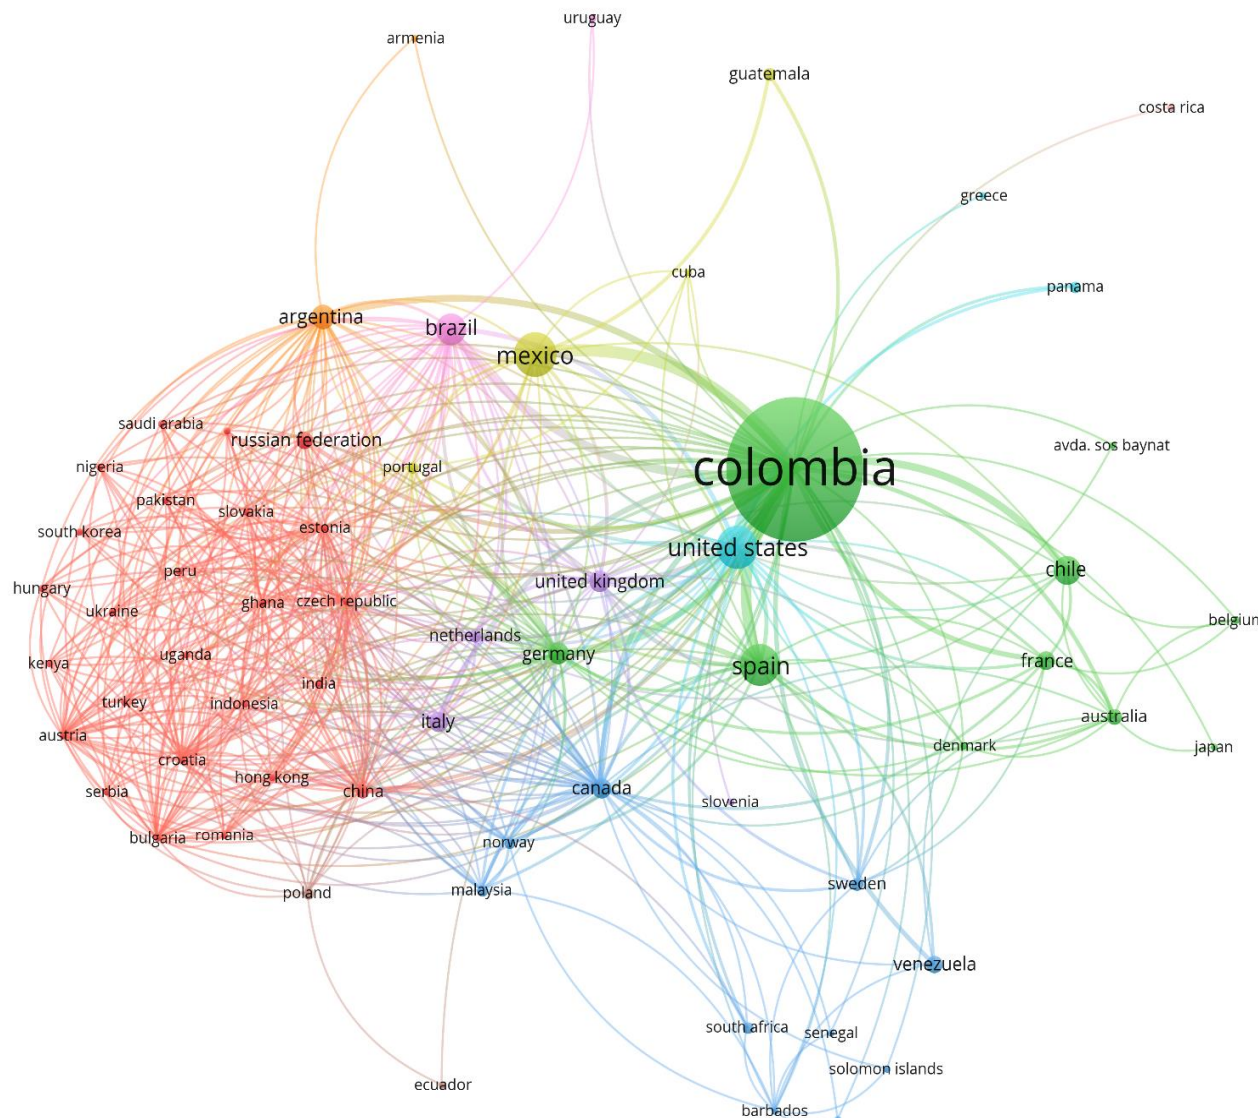 uruguay
armenia
guatemala
costa rica
greece
cuba
panama
argentina
brazil
mexico
saudi arabia
russian federation
avda. sos baynat
nigeria
portugal
colombia
pakistan
slovakia
south korea
estonia
united states
peru
chile
hungary
united kingdom
ukraine
ghana
czech republic
belgium
netherlands
uganda
germany
kenya
spain
france
india
turkey
indonesia
italy
australia
austria
denmark
japan
croatia
hong kong
serbia
china
canada
slovenia
bulgaria
romania
norway
poland
malaysia
sweden
venezuela
south africa
senegal
solomon islands
ecuador
barbados